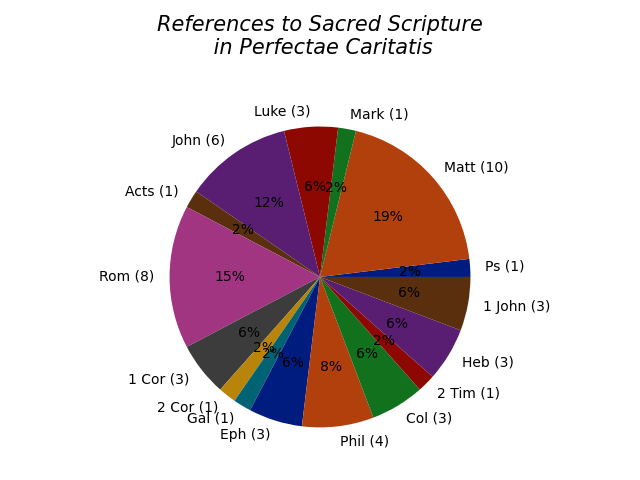 References to Sacred Scripture
in Perfectae Caritatis
Ps (1)
2%
Matt (10)
19%
Mark (1)
2%
Luke (3)
6%
John (6)
12%
Acts (1)
2%
Rom (8)
15%
1 Cor (3)
6%
2 Cor (1)
2%
Gal (1)
2%
Eph (3)
6%
Phil (4)
8%
Col (3)
6%
2 Tim (1)
2%
Heb (3)
6%
1 John (3)
6%